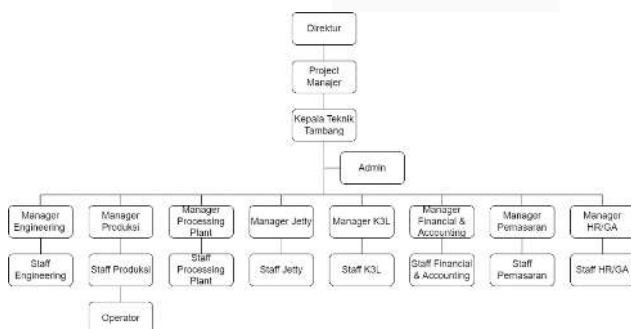 Direktur
Project
Manajer
Kepala Teknik
Tambang
Admin
Manager
Engineering
Manager
Produksi
Manager
Processing
Plant
Manager Jetty
Manager K3L
Manager
Financial &
Accounting
Manager
Pemasaran
Manager
HR/GA
Staff
Engineering
Staff Produksi
Staff
Processing
Plant
Staff Jetty
Staff K3L
Staff Financial
& Accounting
Staff
Pemasaran
Staff HR/GA
Operator